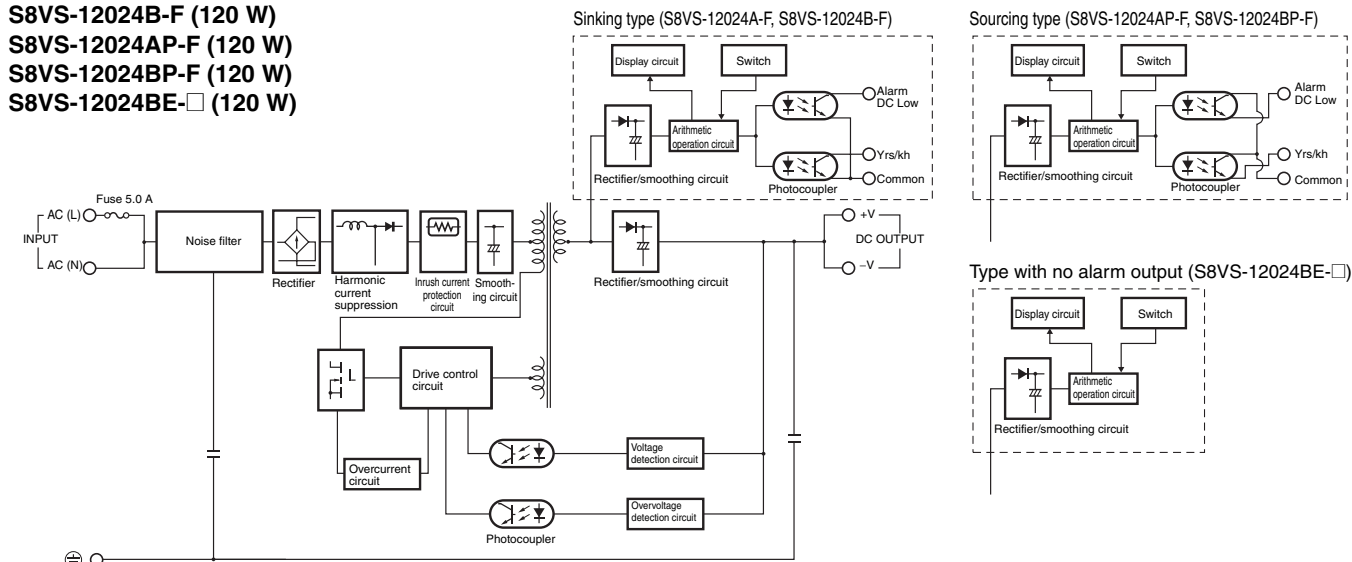 S8VS-12024B-F (120 W)
S8VS-12024AP-F (120 W)
S8VS-12024BP-F (120 W)
S8VS-12024BE-□ (120 W)
Sinking type (S8VS-12024A-F, S8VS-12024B-F)
Display circuit
Switch
Arithmetic
operation circuit
Rectifier/smoothing circuit
Photocoupler
Alarm
DC Low
Yrs/kh
Common
Sourcing type (S8VS-12024AP-F, S8VS-12024BP-F)
Display circuit
Switch
Arithmetic
operation circuit
Rectifier/smoothing circuit
Photocoupler
Alarm
DC Low
Yrs/kh
Common
Fuse 5.0 A
AC (L)
INPUT
AC (N)
Noise filter
Rectifier
Harmonic
current
suppression
Inrush current
protection
circuit
Smooth-
ing circuit
Rectifier/smoothing circuit
+V
DC OUTPUT
−V
Drive control
circuit
Overcurrent
circuit
Voltage
detection circuit
Overvoltage
detection circuit
Photocoupler
Type with no alarm output (S8VS-12024BE-□)
Display circuit
Switch
Arithmetic
operation circuit
Rectifier/smoothing circuit